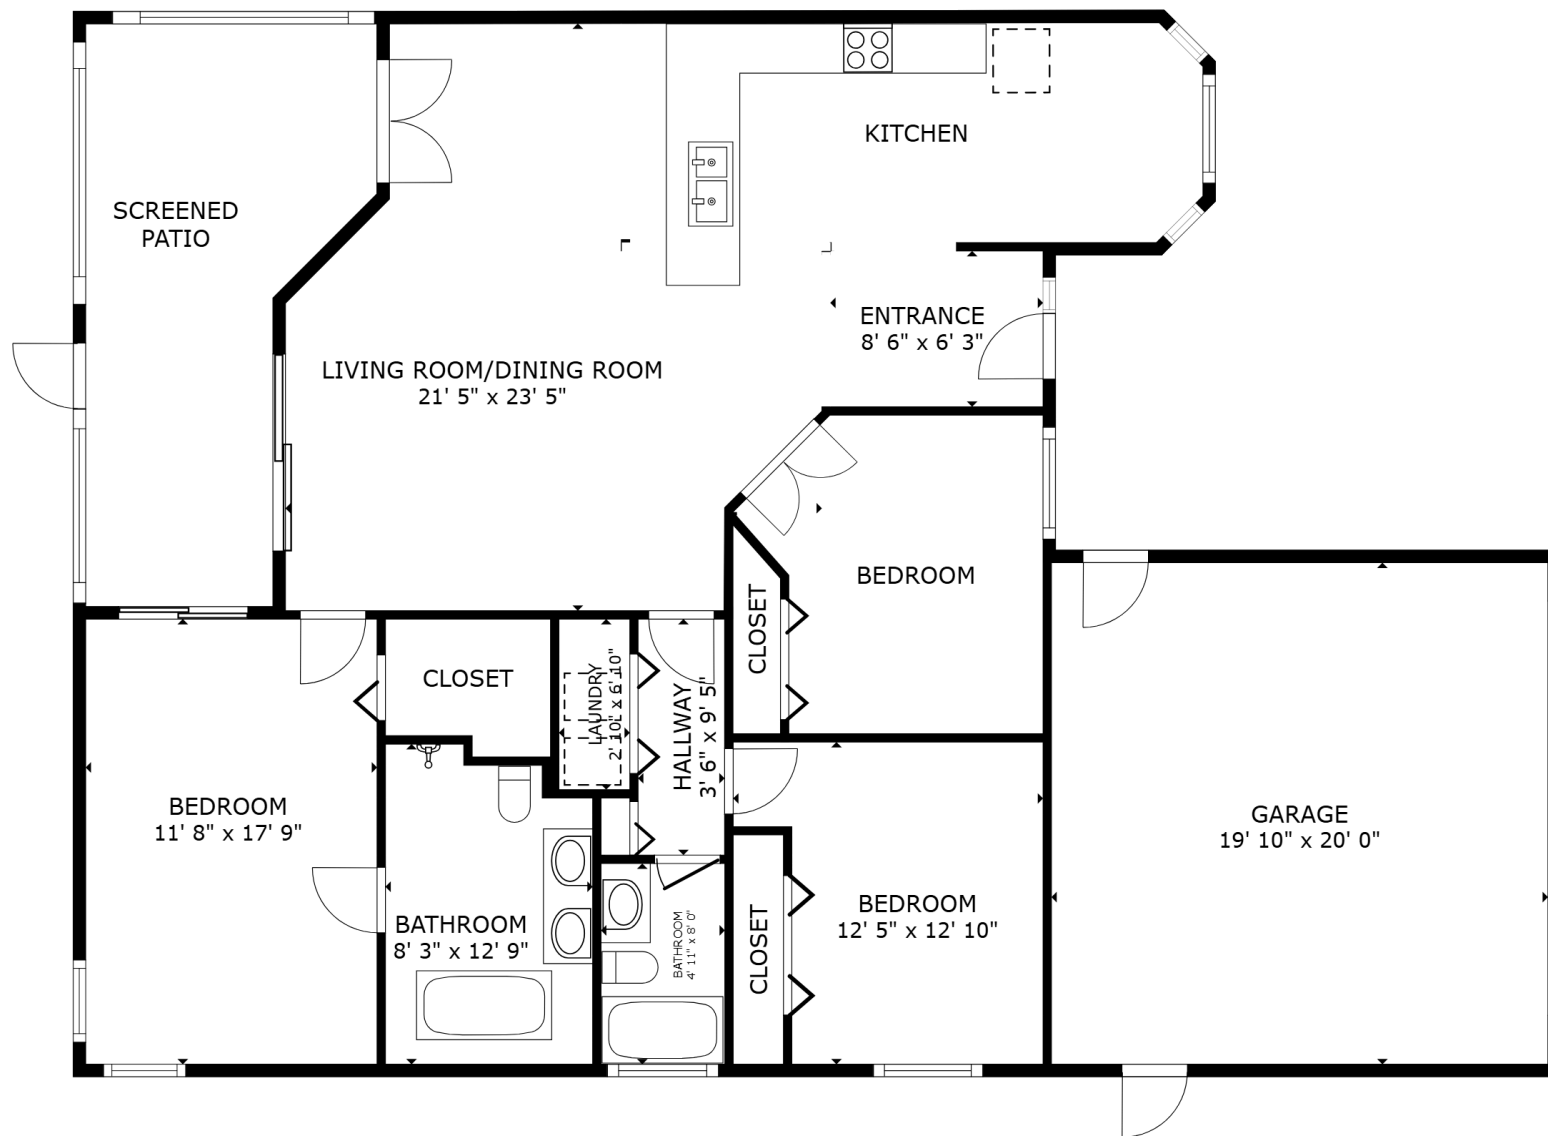 KITCHEN
SCREENED
PATIO
ENTRANCE
8' 6" x 6' 3"
LIVING ROOM/DINING ROOM
21' 5" x 23' 5"
BEDROOM
CLOSET
CLOSET
LAUNDRY
2' 10" x 6' 10"
HALLWAY
3' 6" x 9' 5"
BEDROOM
11' 8" x 17' 9"
GARAGE
19' 10" x 20' 0"
BATHROOM
8' 3" x 12' 9"
BATHROOM
4' 11" x 8' 0"
CLOSET
BEDROOM
12' 5" x 12' 10"